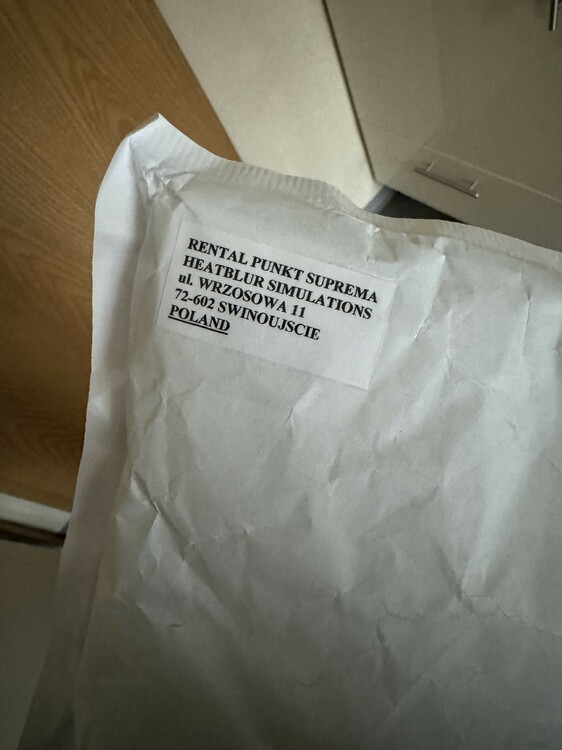 RENTAL PUNKT SUPREMA
HEATBLUR SIMULATIONS
ul. WRZOSOWA 11
72-602 SWINOUJSCIE
POLAND